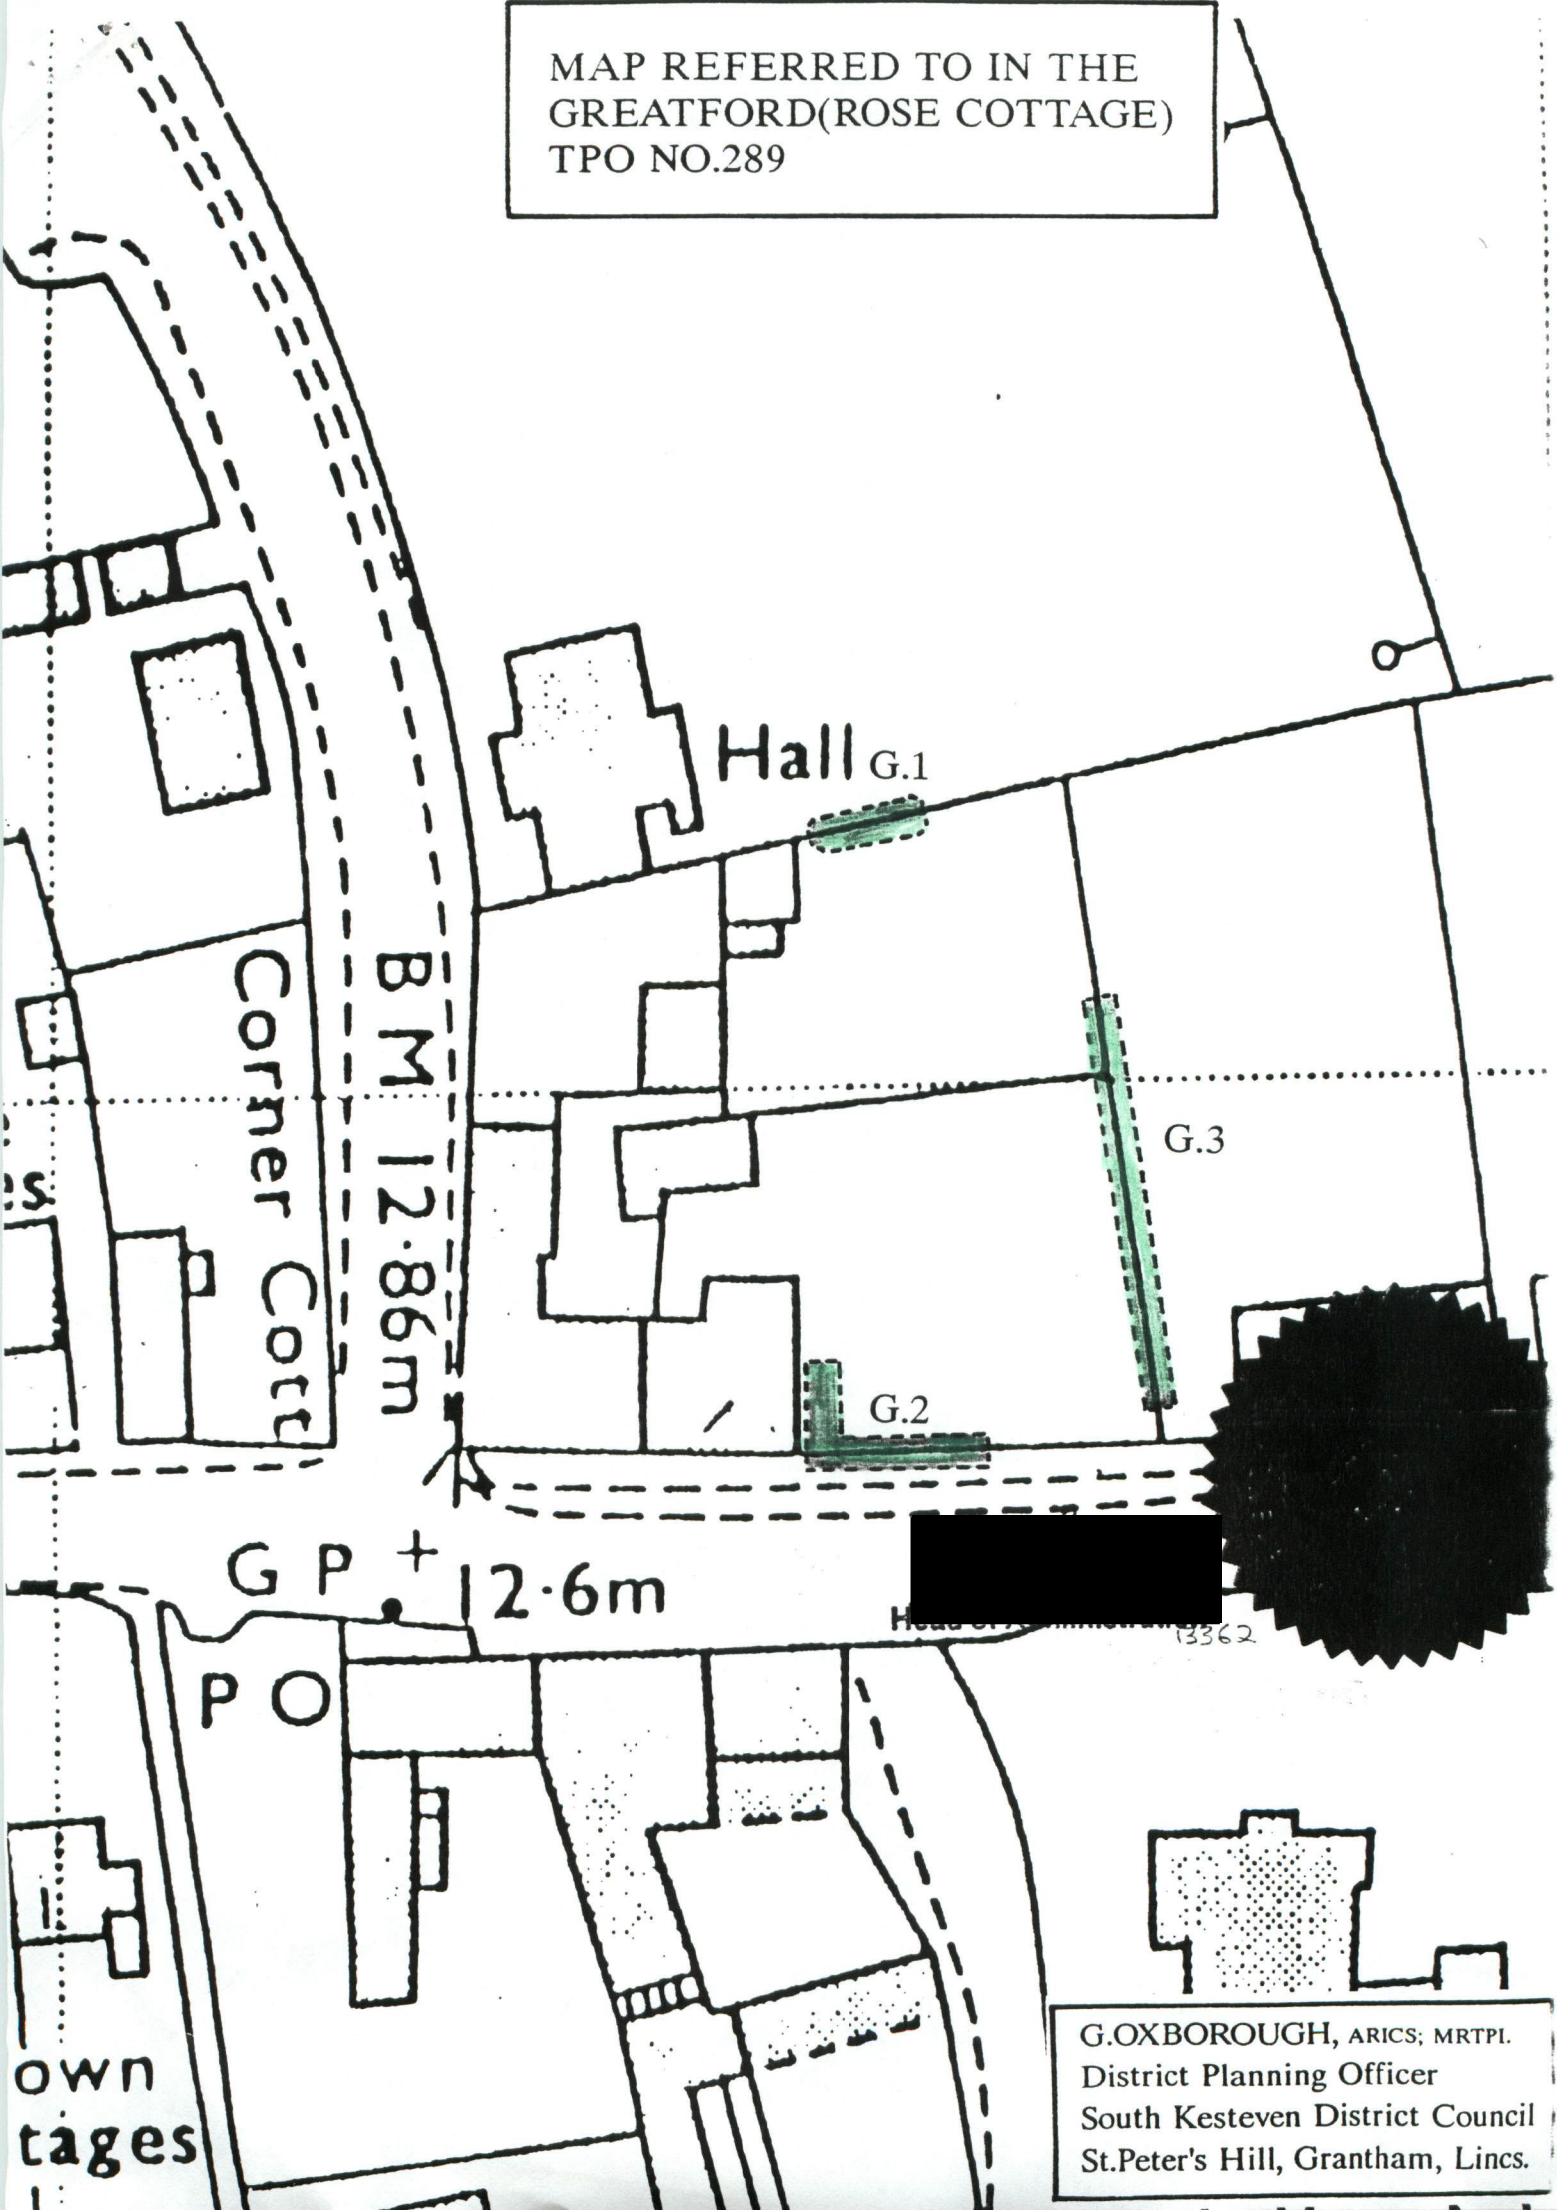 MAP REFERRED TO IN THE
GREATFORD(ROSE COTTAGE)
TPO NO.289
Hall
G.1
Corner Cott
BM 12·86m
G.3
G.2
GP
12·6m
13362
PO
own
tages
G.OXBOROUGH, ARICS; MRTPI.
District Planning Officer
South Kesteven District Council
St.Peter's Hill, Grantham, Lincs.